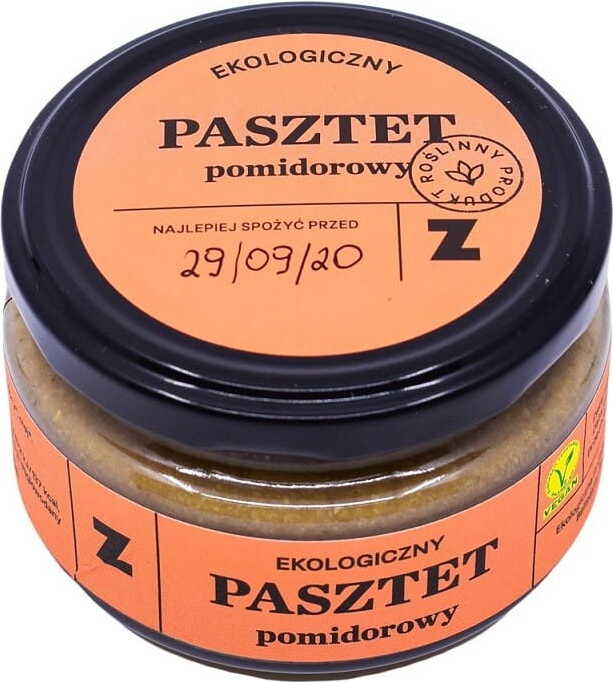 EKOLOGICZNY
PASZTET
pomidorowy
PRODUKT ROŚLINNY
NAJLEPIEJ SPOŻYĆ PRZED
29/09/20
Z
Z
EKOLOGICZNY
PASZTET
pomidorowy
VEGAN